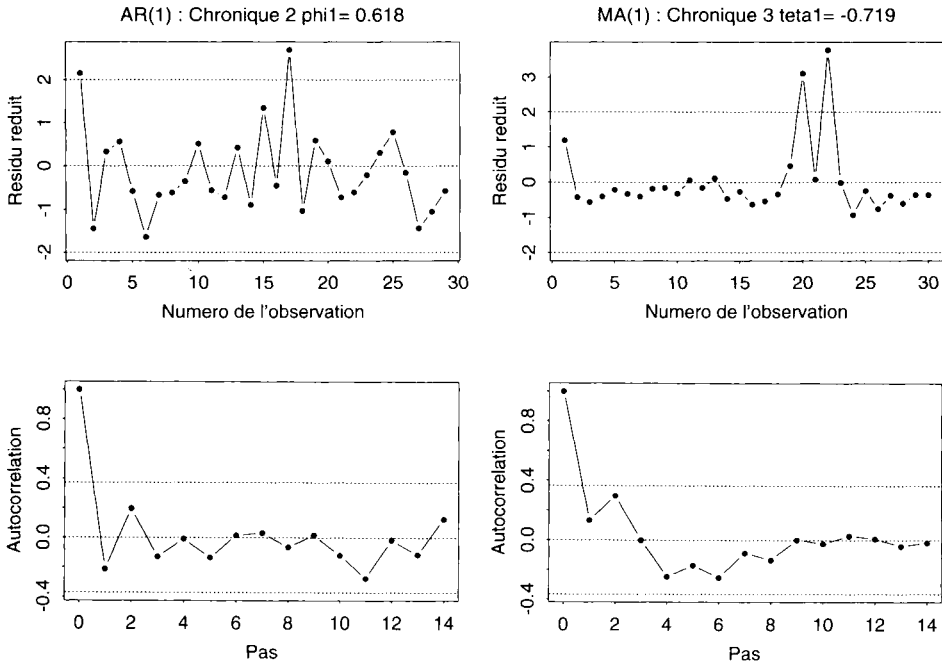 AR(1) : Chronique 2 phi1= 0.618
Residu reduit
2
1
0
-1
-2
0 5 10 15 20 25 30
Numero de l'observation
MA(1) : Chronique 3 teta1= -0.719
Residu reduit
3
2
1
0
-1
-2
0 5 10 15 20 25 30
Numero de l'observation
Autocorrelation
0.8
0.4
0.0
-0.4
0 2 4 6 8 10 12 14
Pas
Autocorrelation
0.8
0.4
0.0
-0.4
0 2 4 6 8 10 12 14
Pas